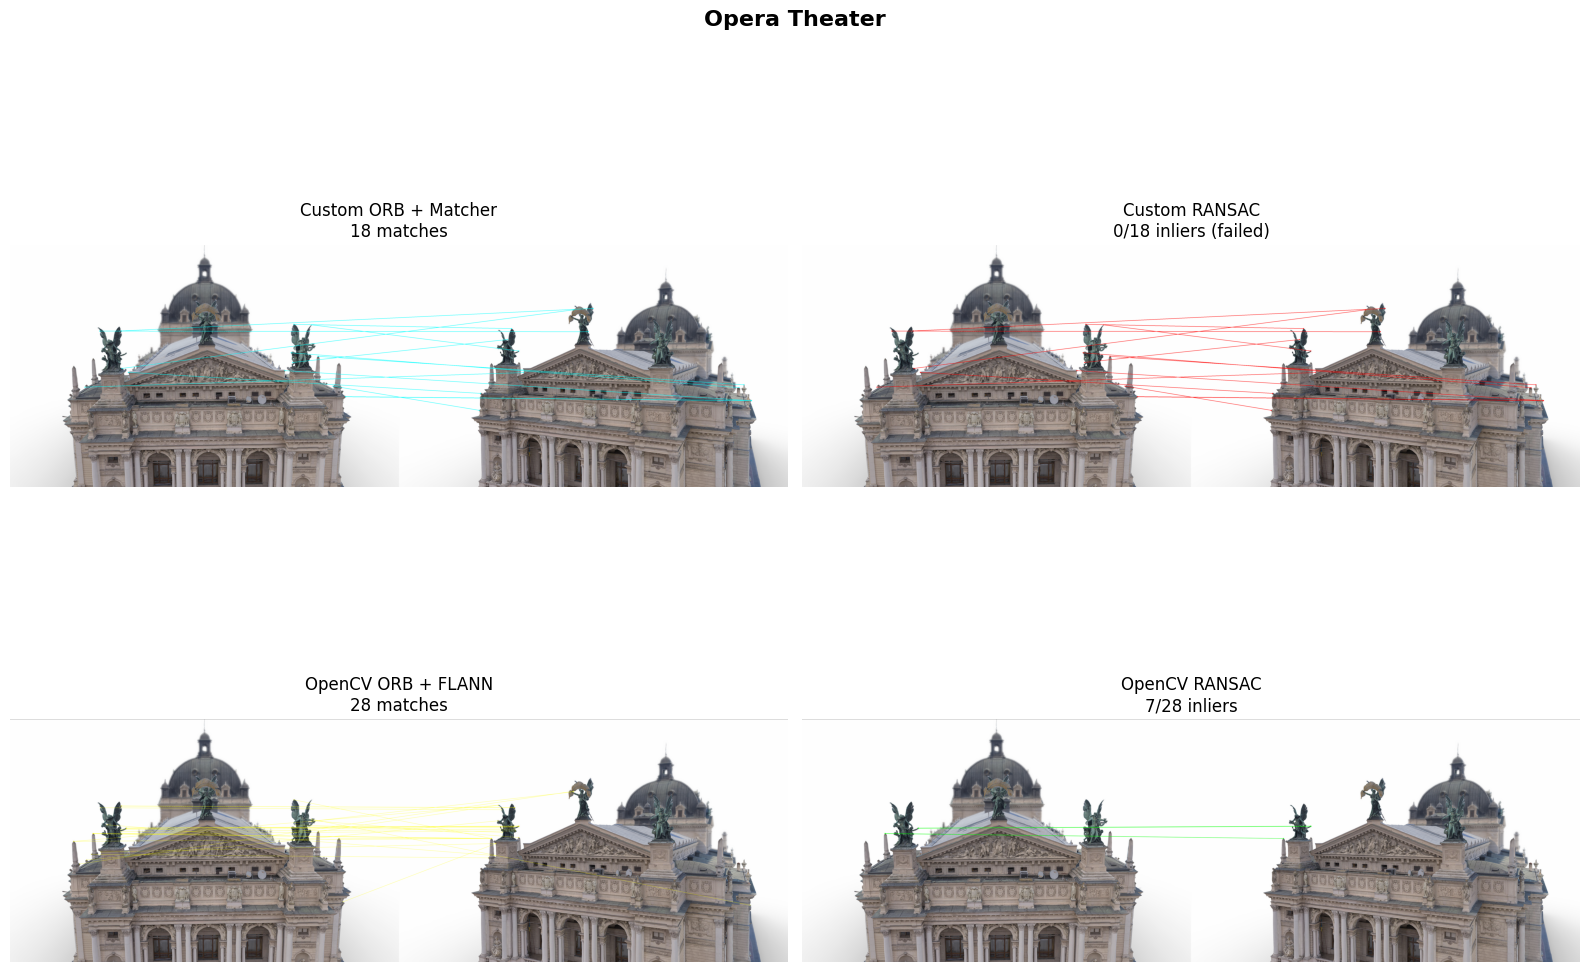 Opera Theater
Custom ORB + Matcher
18 matches
Custom RANSAC
0/18 inliers (failed)
OpenCV ORB + FLANN
28 matches
OpenCV RANSAC
7/28 inliers